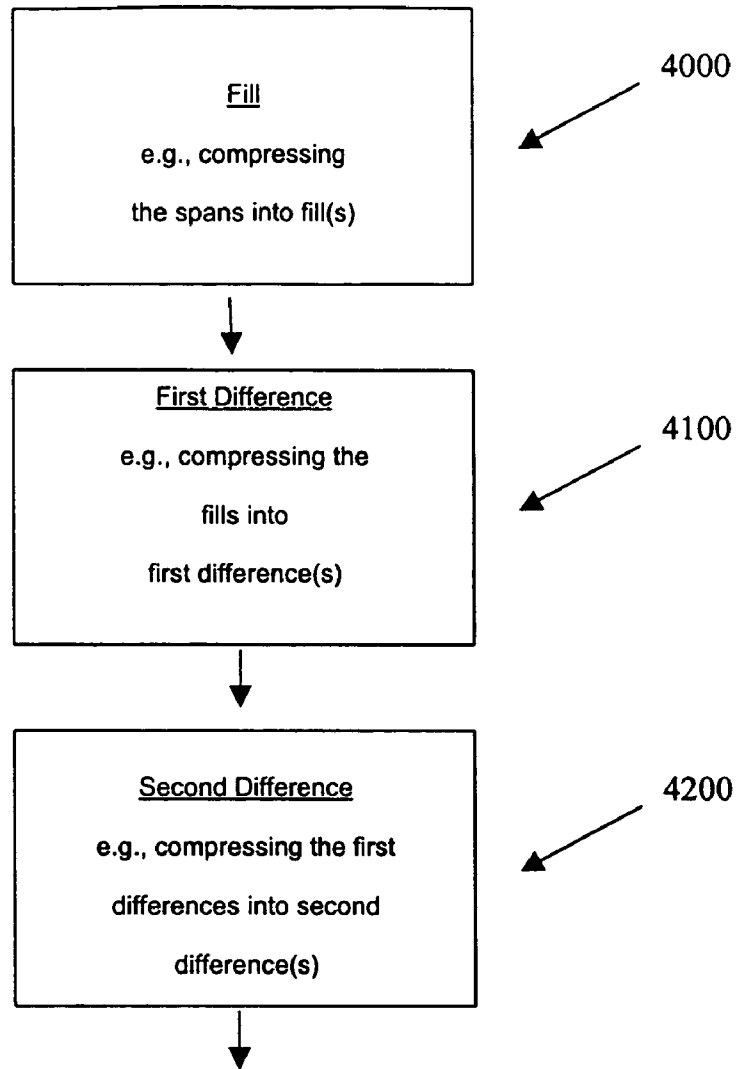 Fill
4000
e.g., compressing
the spans into fill(s)
First Difference
4100
e.g., compressing the
fills into
first difference(s)
Second Difference
4200
e.g., compressing the first
differences into second
difference(s)